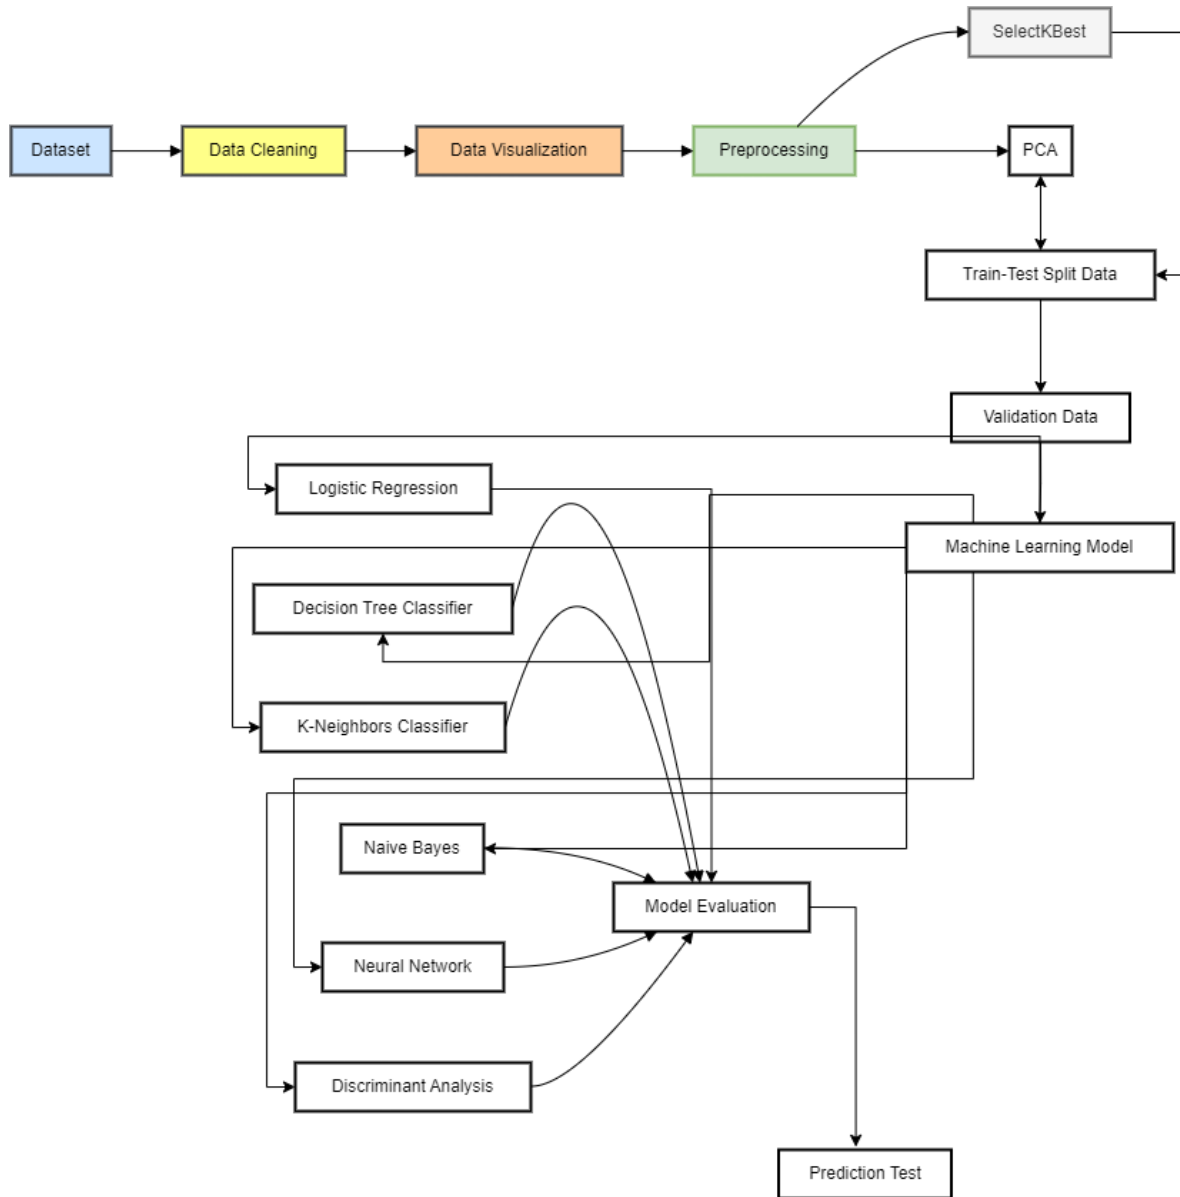 SelectKBest
Dataset
Data Cleaning
Data Visualization
Preprocessing
PCA
Train-Test Split Data
Validation Data
Logistic Regression
Machine Learning Model
Decision Tree Classifier
K-Neighbors Classifier
Naive Bayes
Model Evaluation
Neural Network
Discriminant Analysis
Prediction Test